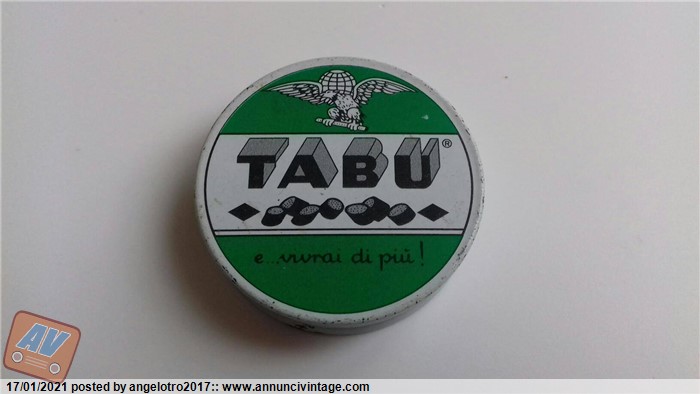 TABU®
e...vivrai di più!
AV
17/01/2021 posted by angelotro2017:: www.annuncivintage.com